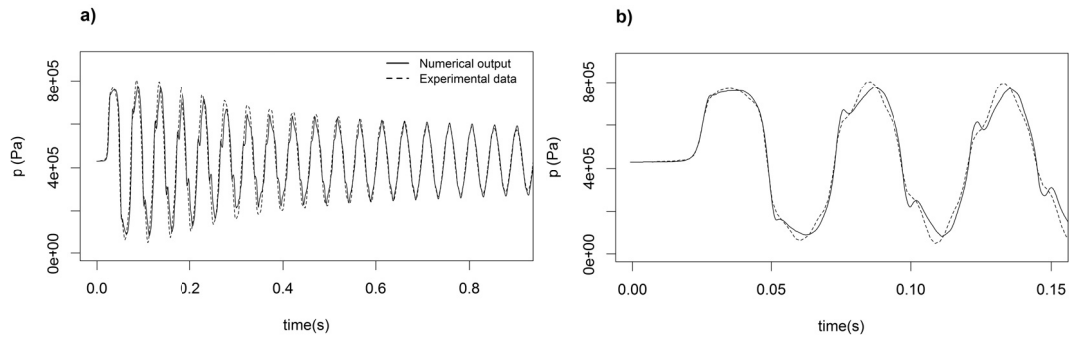 a)
p (Pa)
8e+05
4e+05
0e+00
Numerical output
Experimental data
0.0 0.2 0.4 0.6 0.8
time(s)
b)
p (Pa)
8e+05
4e+05
0e+00
0.00 0.05 0.10 0.15
time(s)